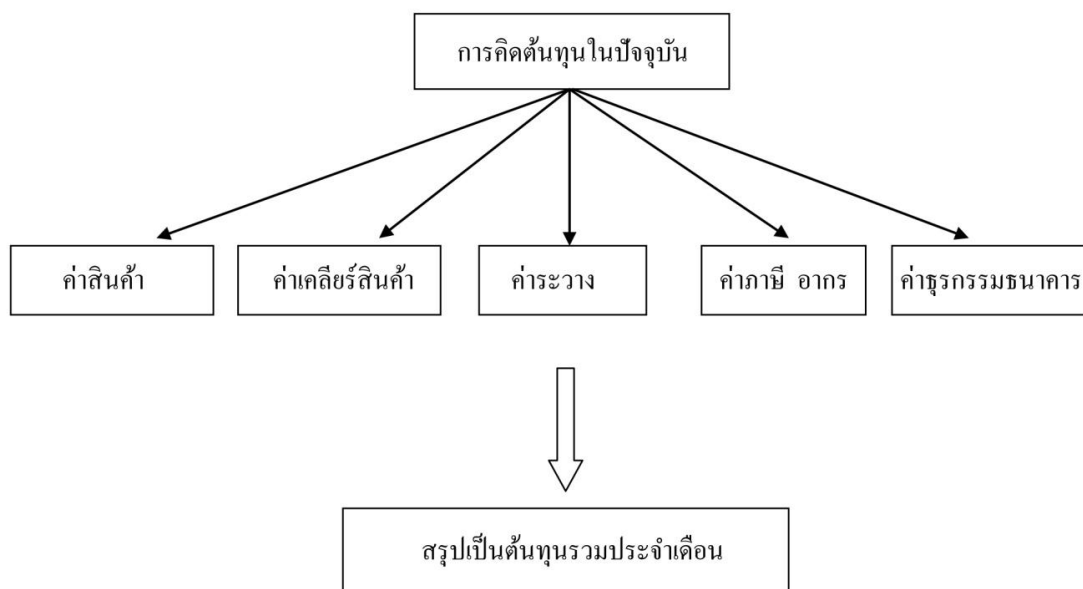 การคิดต้นทุนในปัจจุบัน
ค่าสินค้า
ค่าเคลียร์สินค้า
ค่าระวาง
ค่าภาษี อากร
ค่าธุรกรรมธนาคาร
สรุปเป็นต้นทุนรวมประจำเดือน